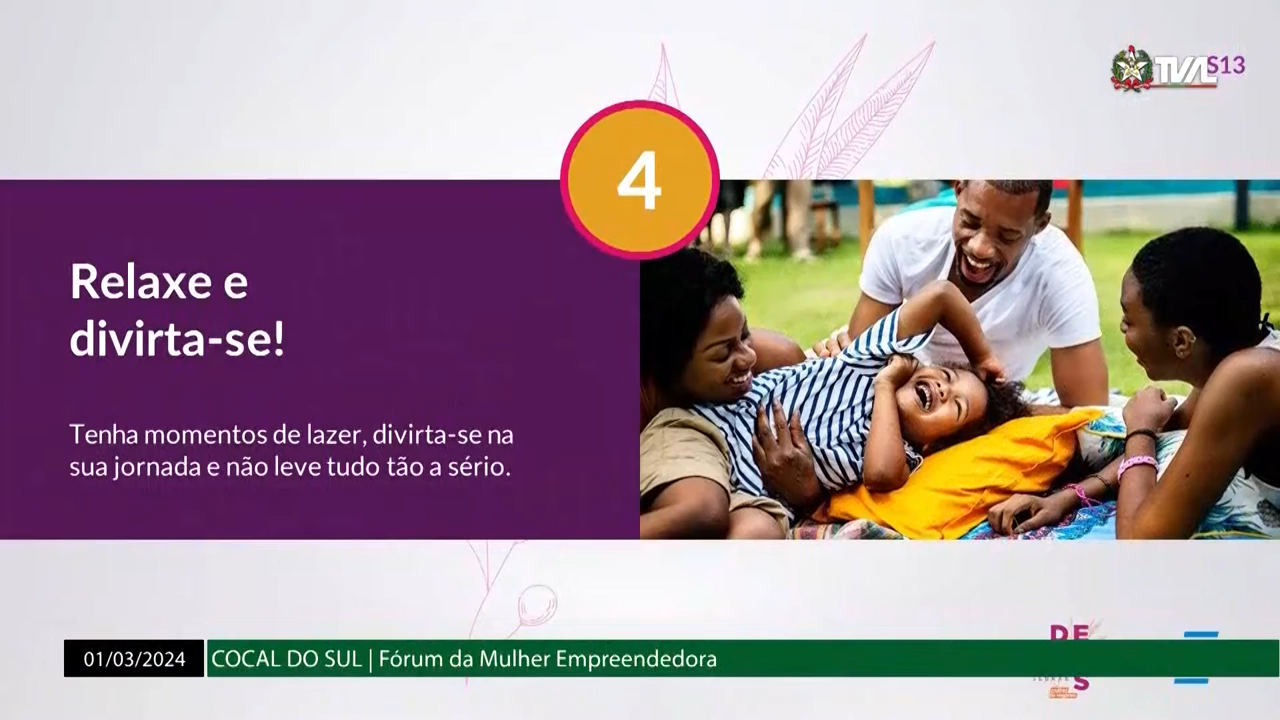 TVAL
S13
4
Relaxe e
divirta-se!
Tenha momentos de lazer, divirta-se na
sua jornada e não leve tudo tão a sério.
DE
01/03/2024
COCAL DO SUL | Fórum da Mulher Empreendedora
S